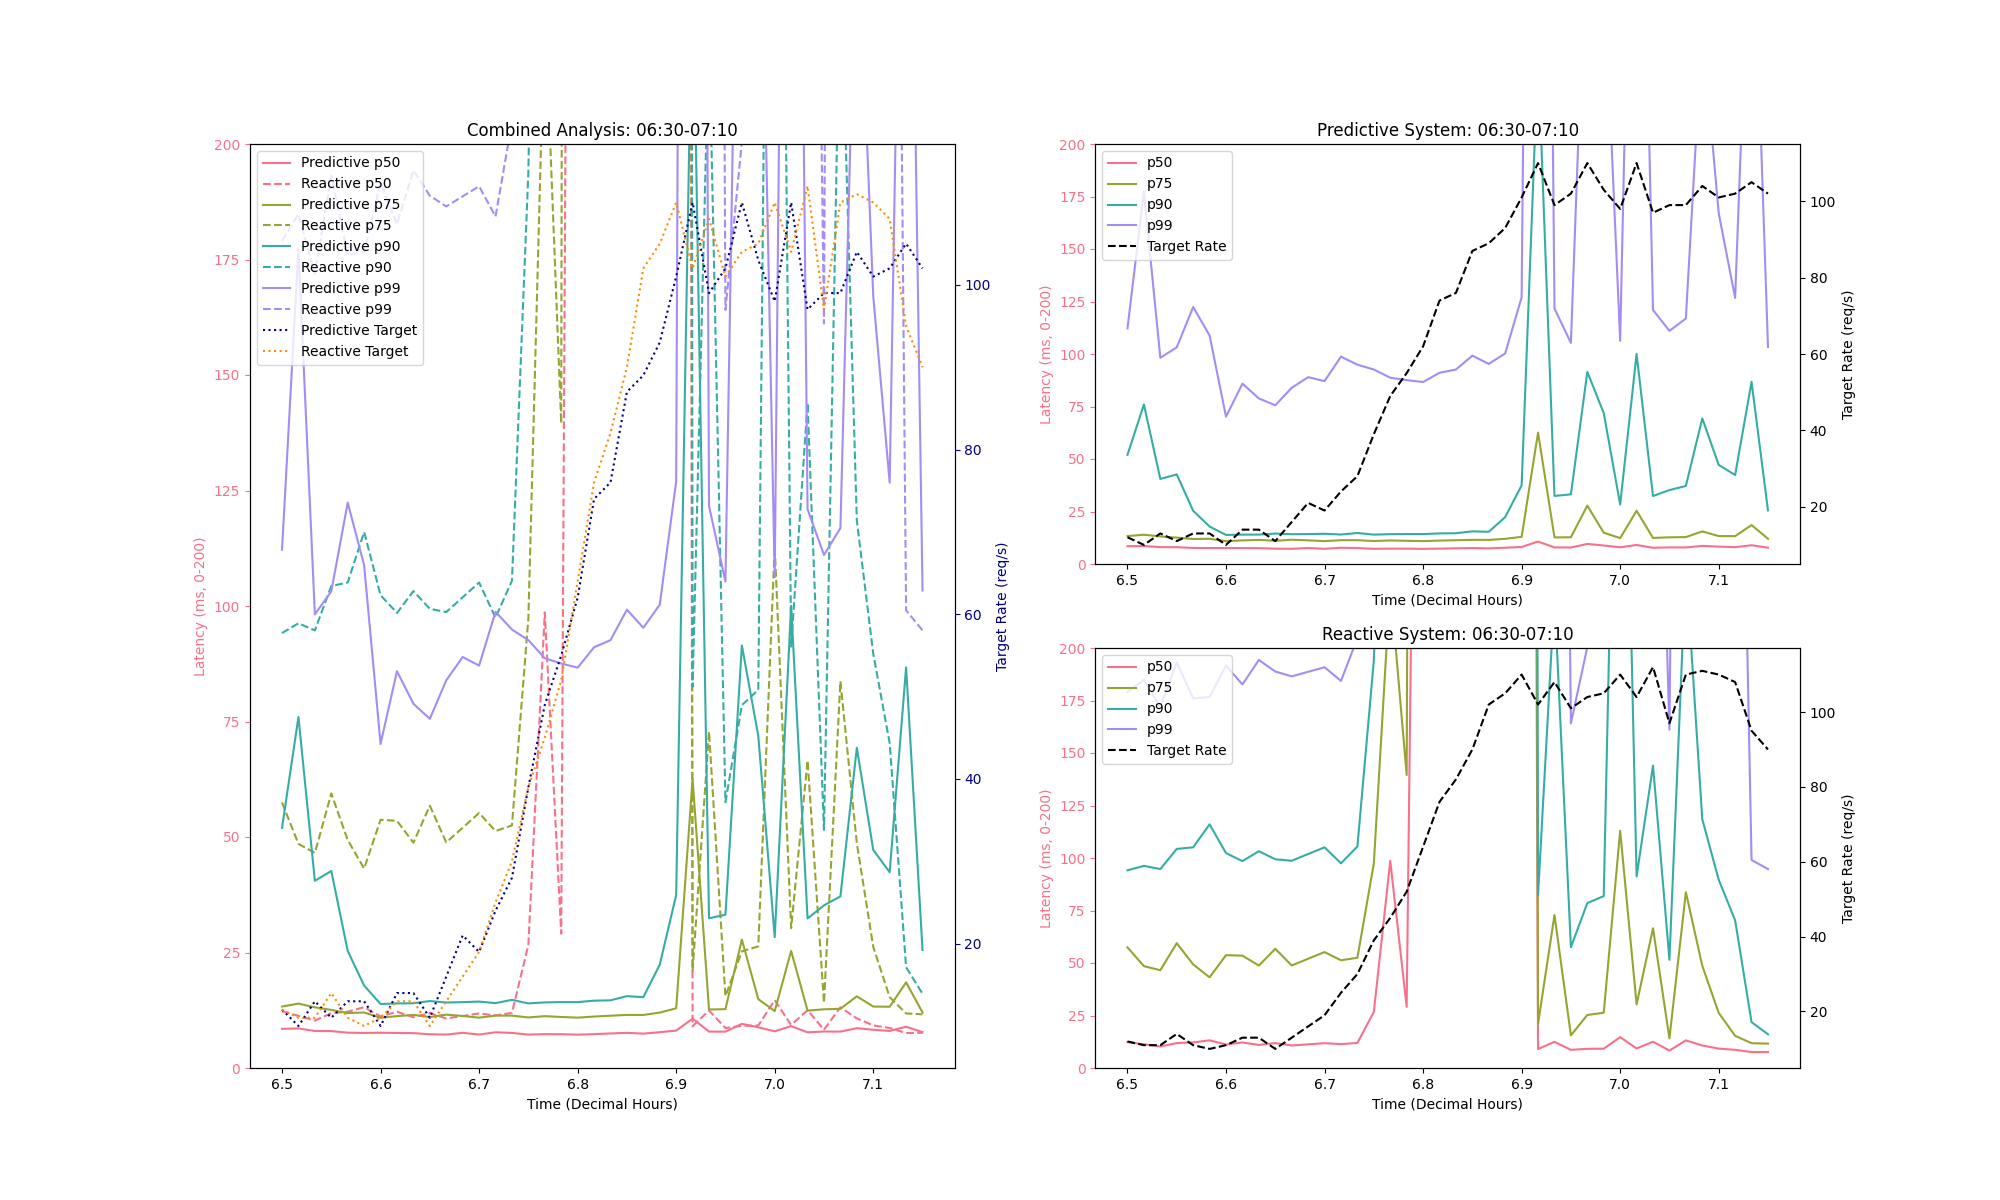 Combined Analysis: 06:30-07:10
200
175
150
125
100
75
50
25
0
Latency (ms, 0-200)
Predictive p50
Reactive p50
Predictive p75
Reactive p75
Predictive p90
Reactive p90
Predictive p99
Reactive p99
Predictive Target
Reactive Target
100
80
60
40
20
Target Rate (req/s)
6.5 6.6 6.7 6.8 6.9 7.0 7.1
Time (Decimal Hours)
Predictive System: 06:30-07:10
200
175
150
125
100
75
50
25
0
Latency (ms, 0-200)
p50
p75
p90
p99
Target Rate
100
80
60
40
20
Target Rate (req/s)
6.5 6.6 6.7 6.8 6.9 7.0 7.1
Time (Decimal Hours)
Reactive System: 06:30-07:10
200
175
150
125
100
75
50
25
0
Latency (ms, 0-200)
p50
p75
p90
p99
Target Rate
100
80
60
40
20
Target Rate (req/s)
6.5 6.6 6.7 6.8 6.9 7.0 7.1
Time (Decimal Hours)